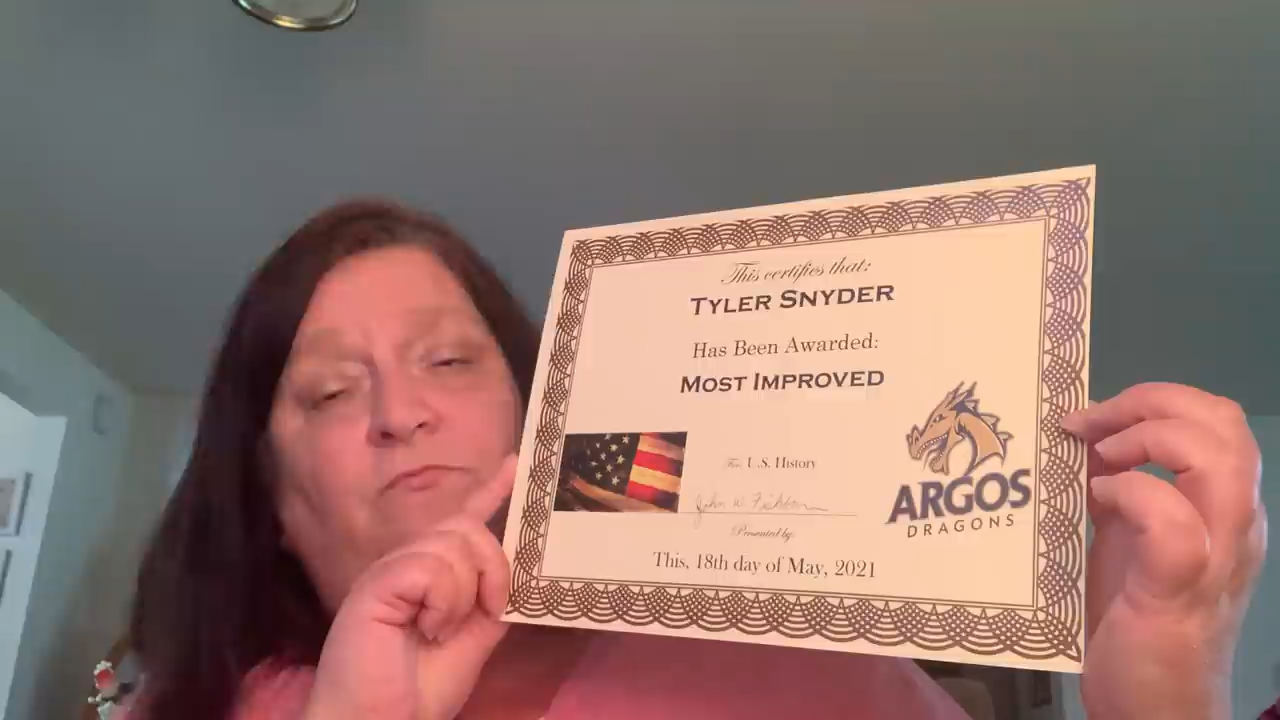 This certifies that:
TYLER SNYDER
Has Been Awarded:
MOST IMPROVED
For: U.S. History
John W.
Presented by:
This, 18th day of May, 2021
ARGOS
DRAGONS